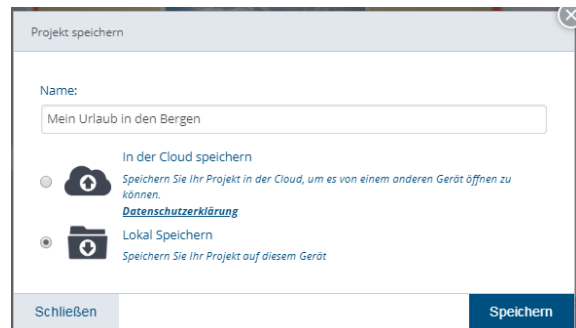 Projekt speichern
Name:
Mein Urlaub in den Bergen
In der Cloud speichern
Speichern Sie Ihr Projekt in der Cloud, um es von einem anderen Gerät öffnen zu
können.
Datenschutzerklärung
Lokal Speichern
Speichern Sie Ihr Projekt auf diesem Gerät
Schließen
Speichern